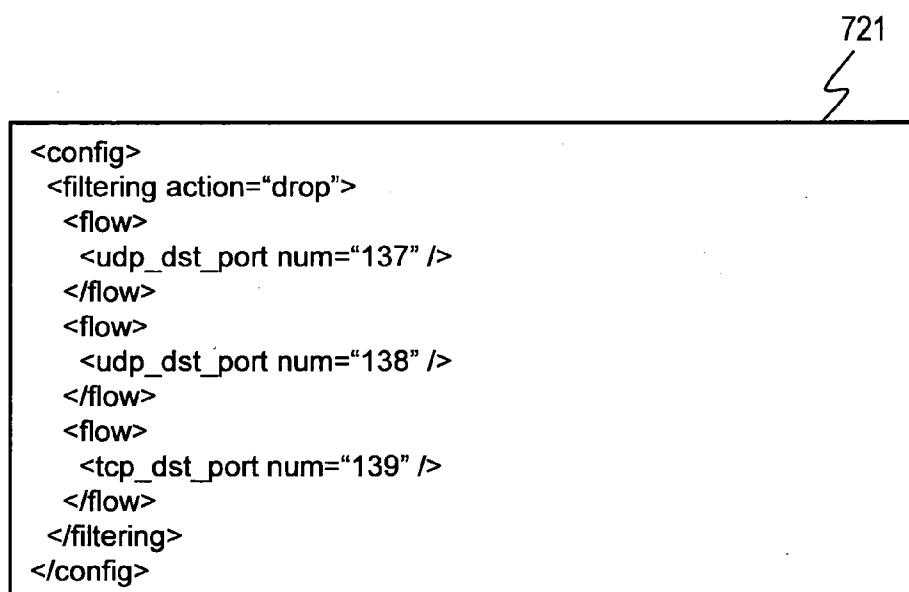 721
<config>
<filtering action=“drop”>
<flow>
<udp_dst_port num=“137” />
</flow>
<flow>
<udp_dst_port num=“138” />
</flow>
<flow>
<tcp_dst_port num=“139” />
</flow>
</filtering>
</config>